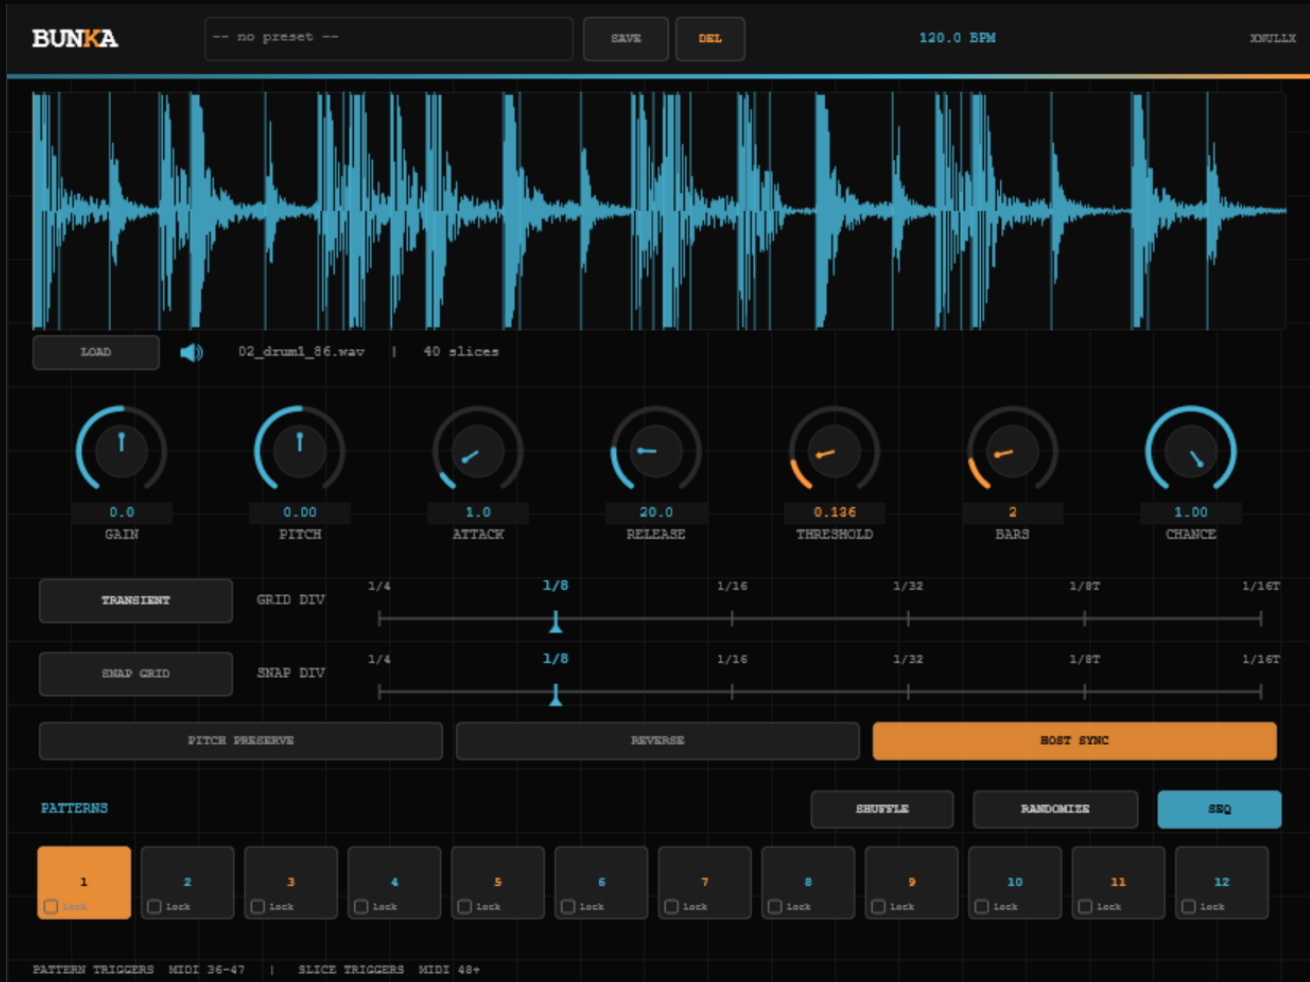 BUNKA -- no preset -- SAVE DEL 120.0 BPM XNULLX
LOAD 02_drum1_86.wav | 40 slices
0.0 0.00 1.0 20.0 0.136 2 1.00
GAIN PITCH ATTACK RELEASE THRESHOLD BARS CHANCE
1/4 1/8 1/16 1/32 1/8T 1/16T
TRANSIENT GRID DIV
1/4 1/8 1/16 1/32 1/8T 1/16T
SNAP GRID SNAP DIV
PITCH PRESERVE REVERSE HOST SYNC
PATTERNS SHUFFLE RANDOMIZE SEQ
1 2 3 4 5 6 7 8 9 10 11 12
lock lock lock lock lock lock lock lock lock lock lock lock
PATTERN TRIGGERS MIDI 36-47 | SLICE TRIGGERS MIDI 48+